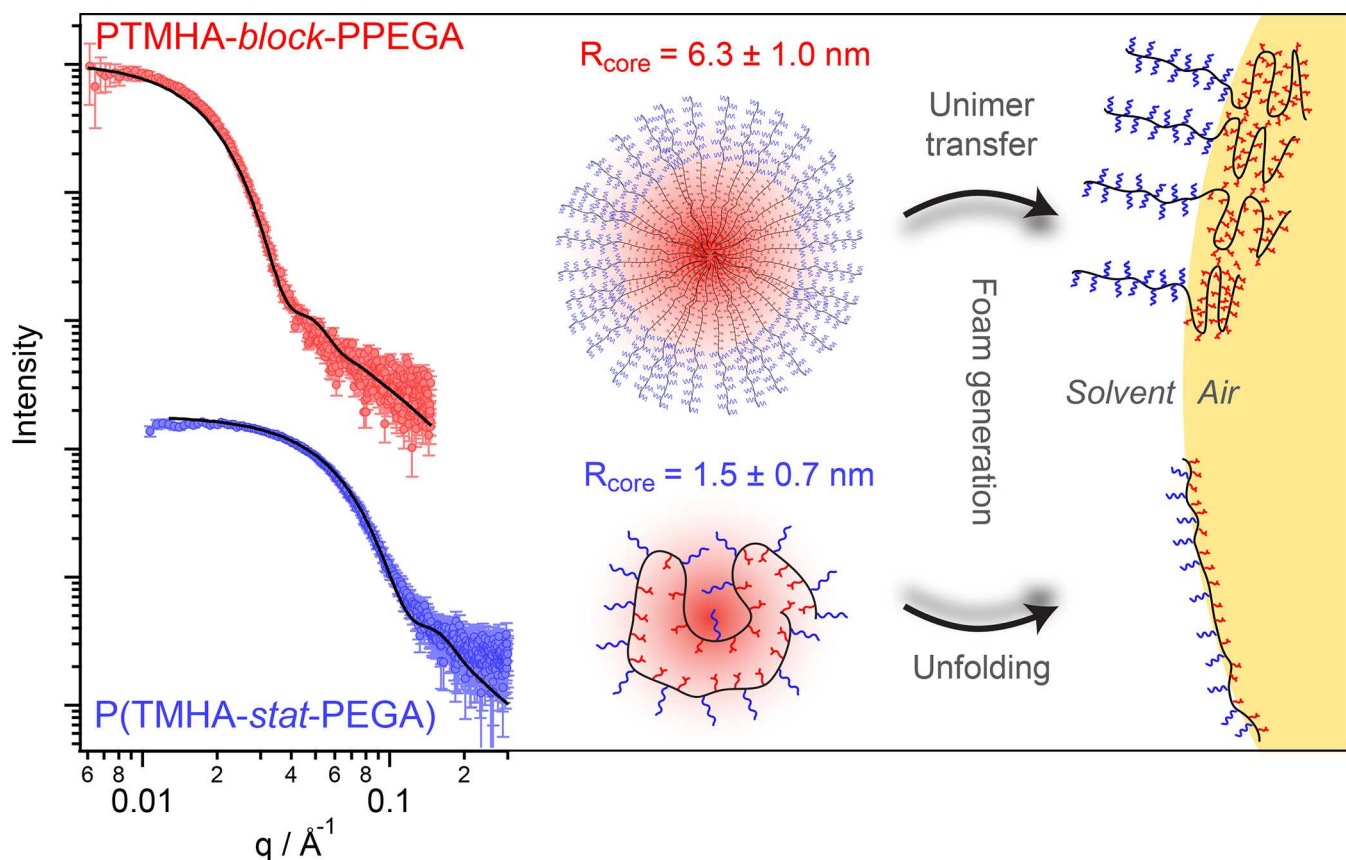 PTMHA-block-PPEGA
P(TMHA-stat-PEGA)
Intensity
6 8 2 4 6 8 2
0.01 0.1
q / Å⁻¹
R_core = 6.3 ± 1.0 nm
R_core = 1.5 ± 0.7 nm
Unimer
transfer
Foam generation
Unfolding
Solvent Air